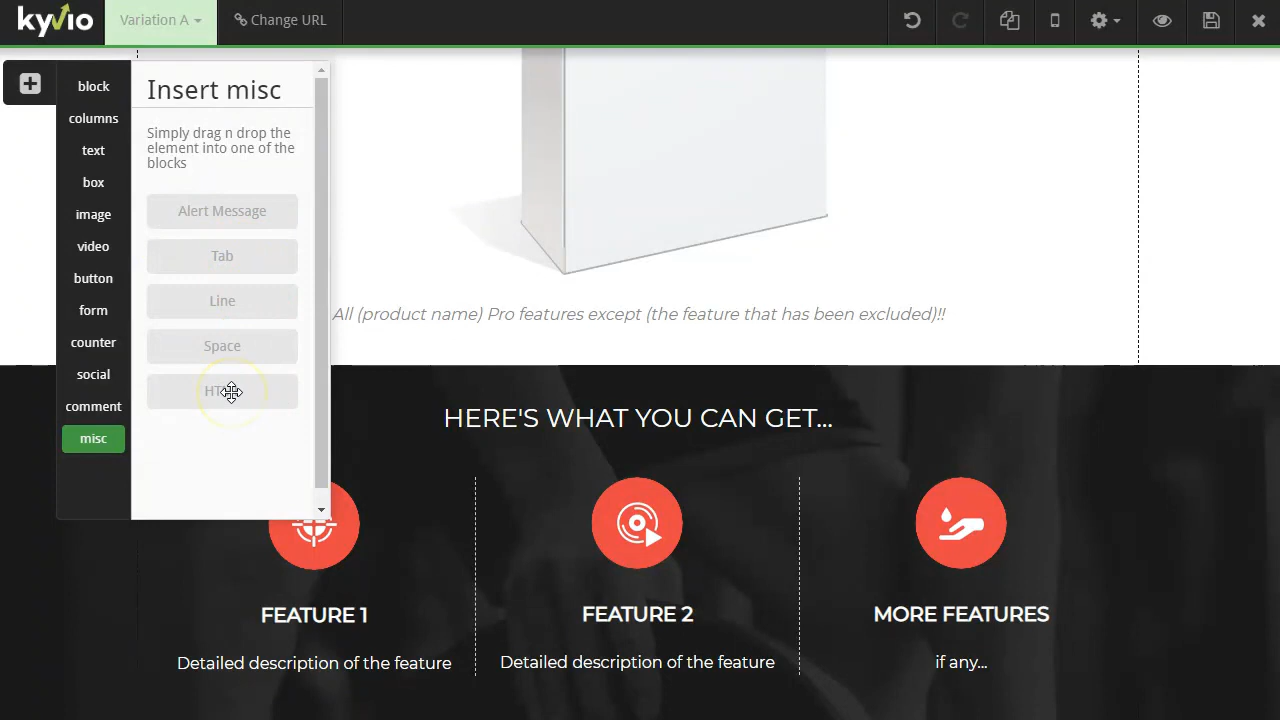 kyvio
Variation A
Change URL
block
columns
text
box
image
video
button
form
counter
social
comment
misc
Insert misc
Simply drag n drop the
element into one of the
blocks
Alert Message
Tab
Line
Space
All (product name) Pro features except (the feature that has been excluded)!!
HERE'S WHAT YOU CAN GET...
FEATURE 1
Detailed description of the feature
FEATURE 2
Detailed description of the feature
MORE FEATURES
if any...